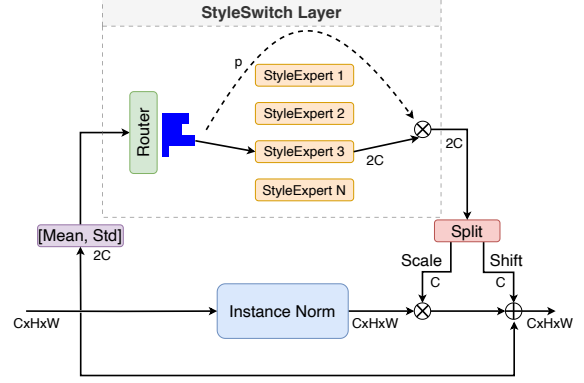 StyleSwitch Layer
p
StyleExpert 1
StyleExpert 2
Router
StyleExpert 3
2C
2C
StyleExpert N
[Mean, Std]
2C
Split
Scale
Shift
C
C
CxHxW
Instance Norm
CxHxW
CxHxW